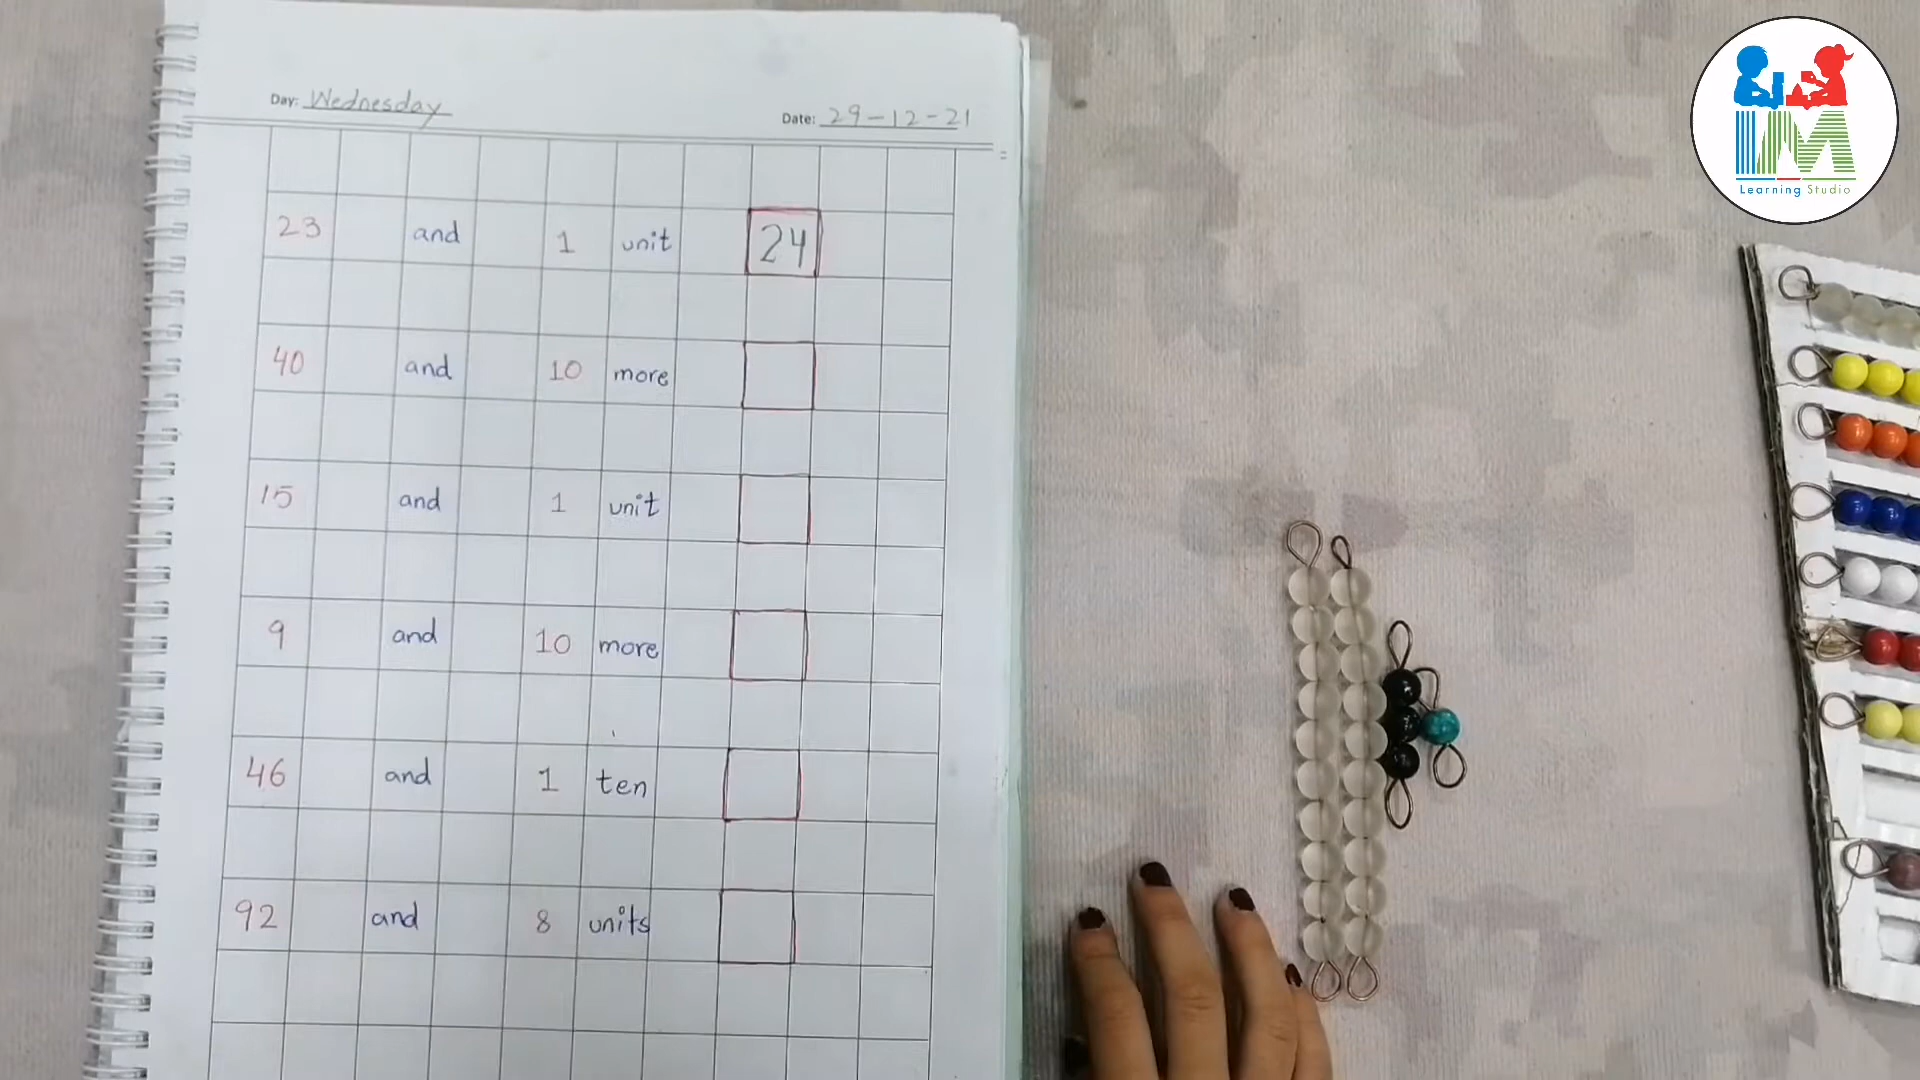 Day: Wednesday
Date: 29-12-21
23 and 1 unit 24
40 and 10 more
15 and 1 unit
9 and 10 more
46 and 1 ten
92 and 8 units
IM
Learning Studio